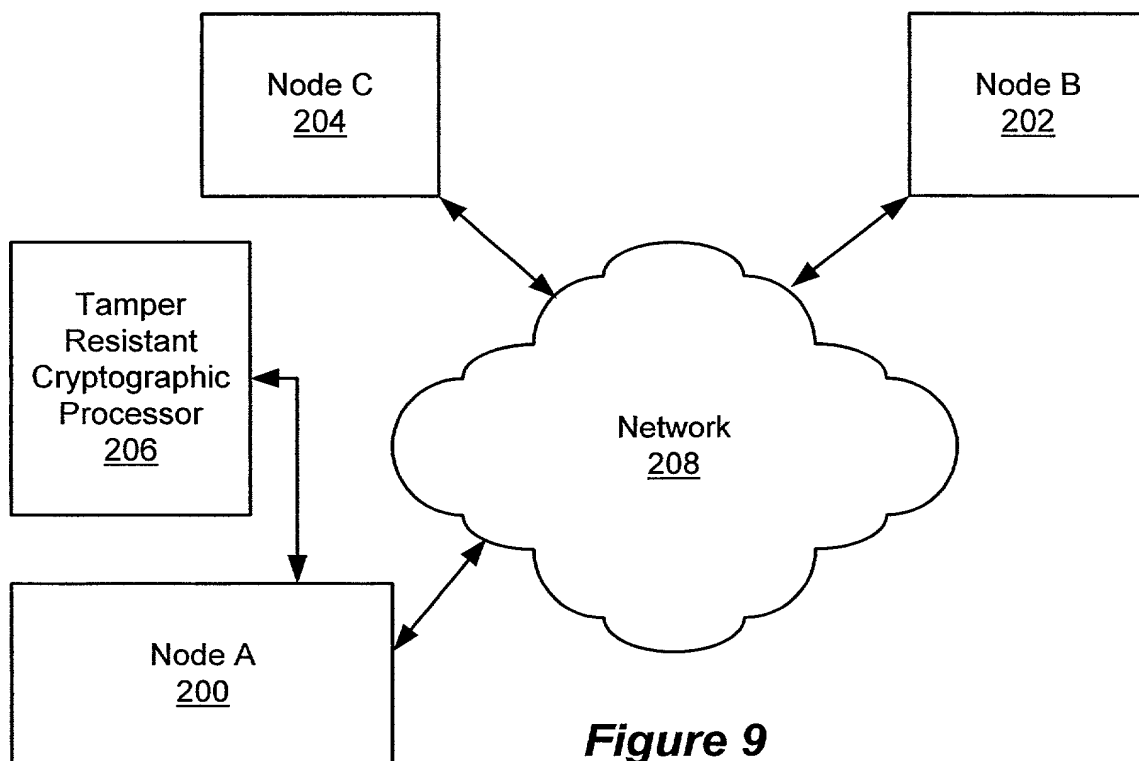 Node C
204
Node B
202
Tamper
Resistant
Cryptographic
Processor
206
Network
208
Node A
200
Figure 9